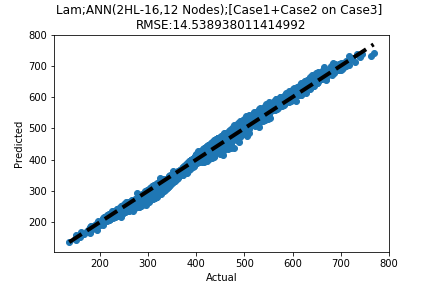 Lam;ANN(2HL-16,12 Nodes);[Case1+Case2 on Case3]
RMSE:14.538938011414992
800
700
600
500
400
300
200
Predicted
200 300 400 500 600 700 800
Actual